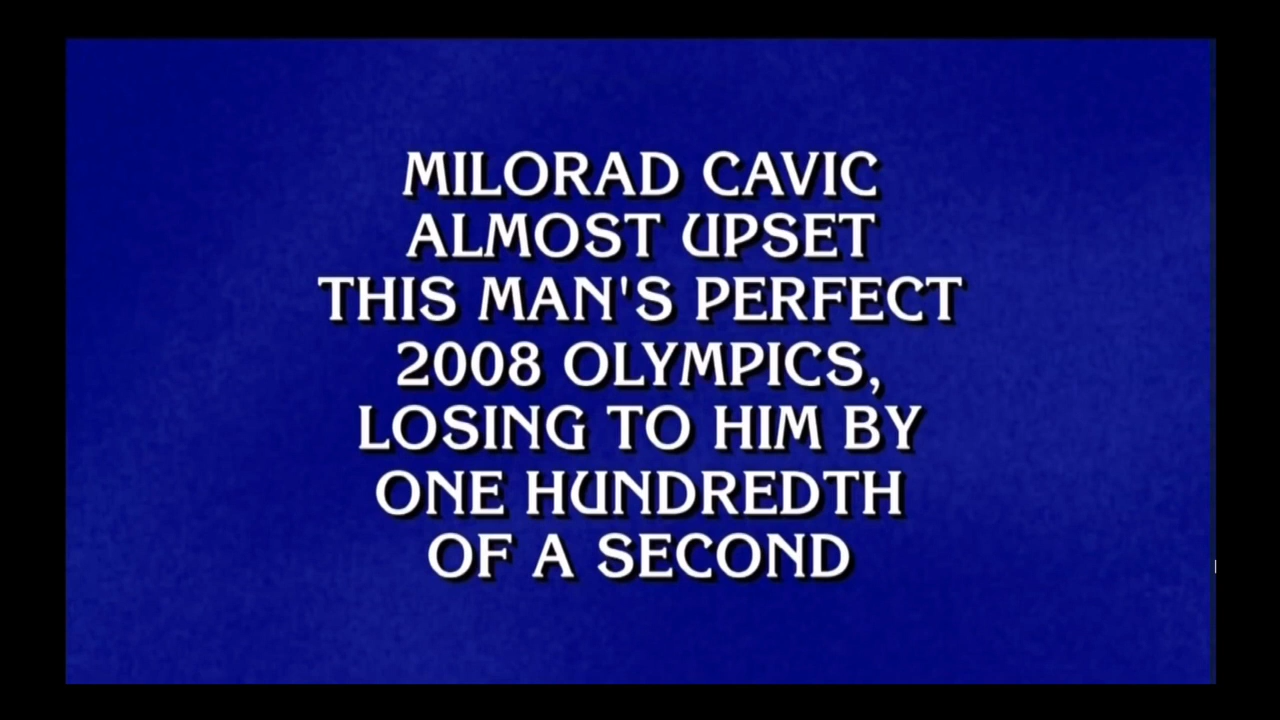 MILORAD CAVIC
ALMOST UPSET
THIS MAN'S PERFECT
2008 OLYMPICS,
LOSING TO HIM BY
ONE HUNDREDTH
OF A SECOND